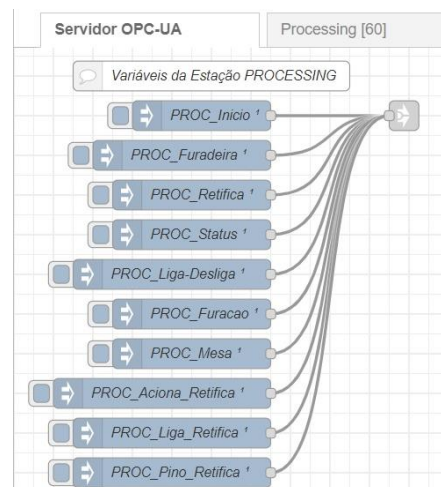 Servidor OPC-UA
Processing [60]
Variáveis da Estação PROCESSING
PROC_Inicio ¹
PROC_Furadeira ¹
PROC_Retifica ¹
PROC_Status ¹
PROC_Liga-Desliga ¹
PROC_Furacao ¹
PROC_Mesa ¹
PROC_Aciona_Retifica ¹
PROC_Liga_Retifica ¹
PROC_Pino_Retifica ¹